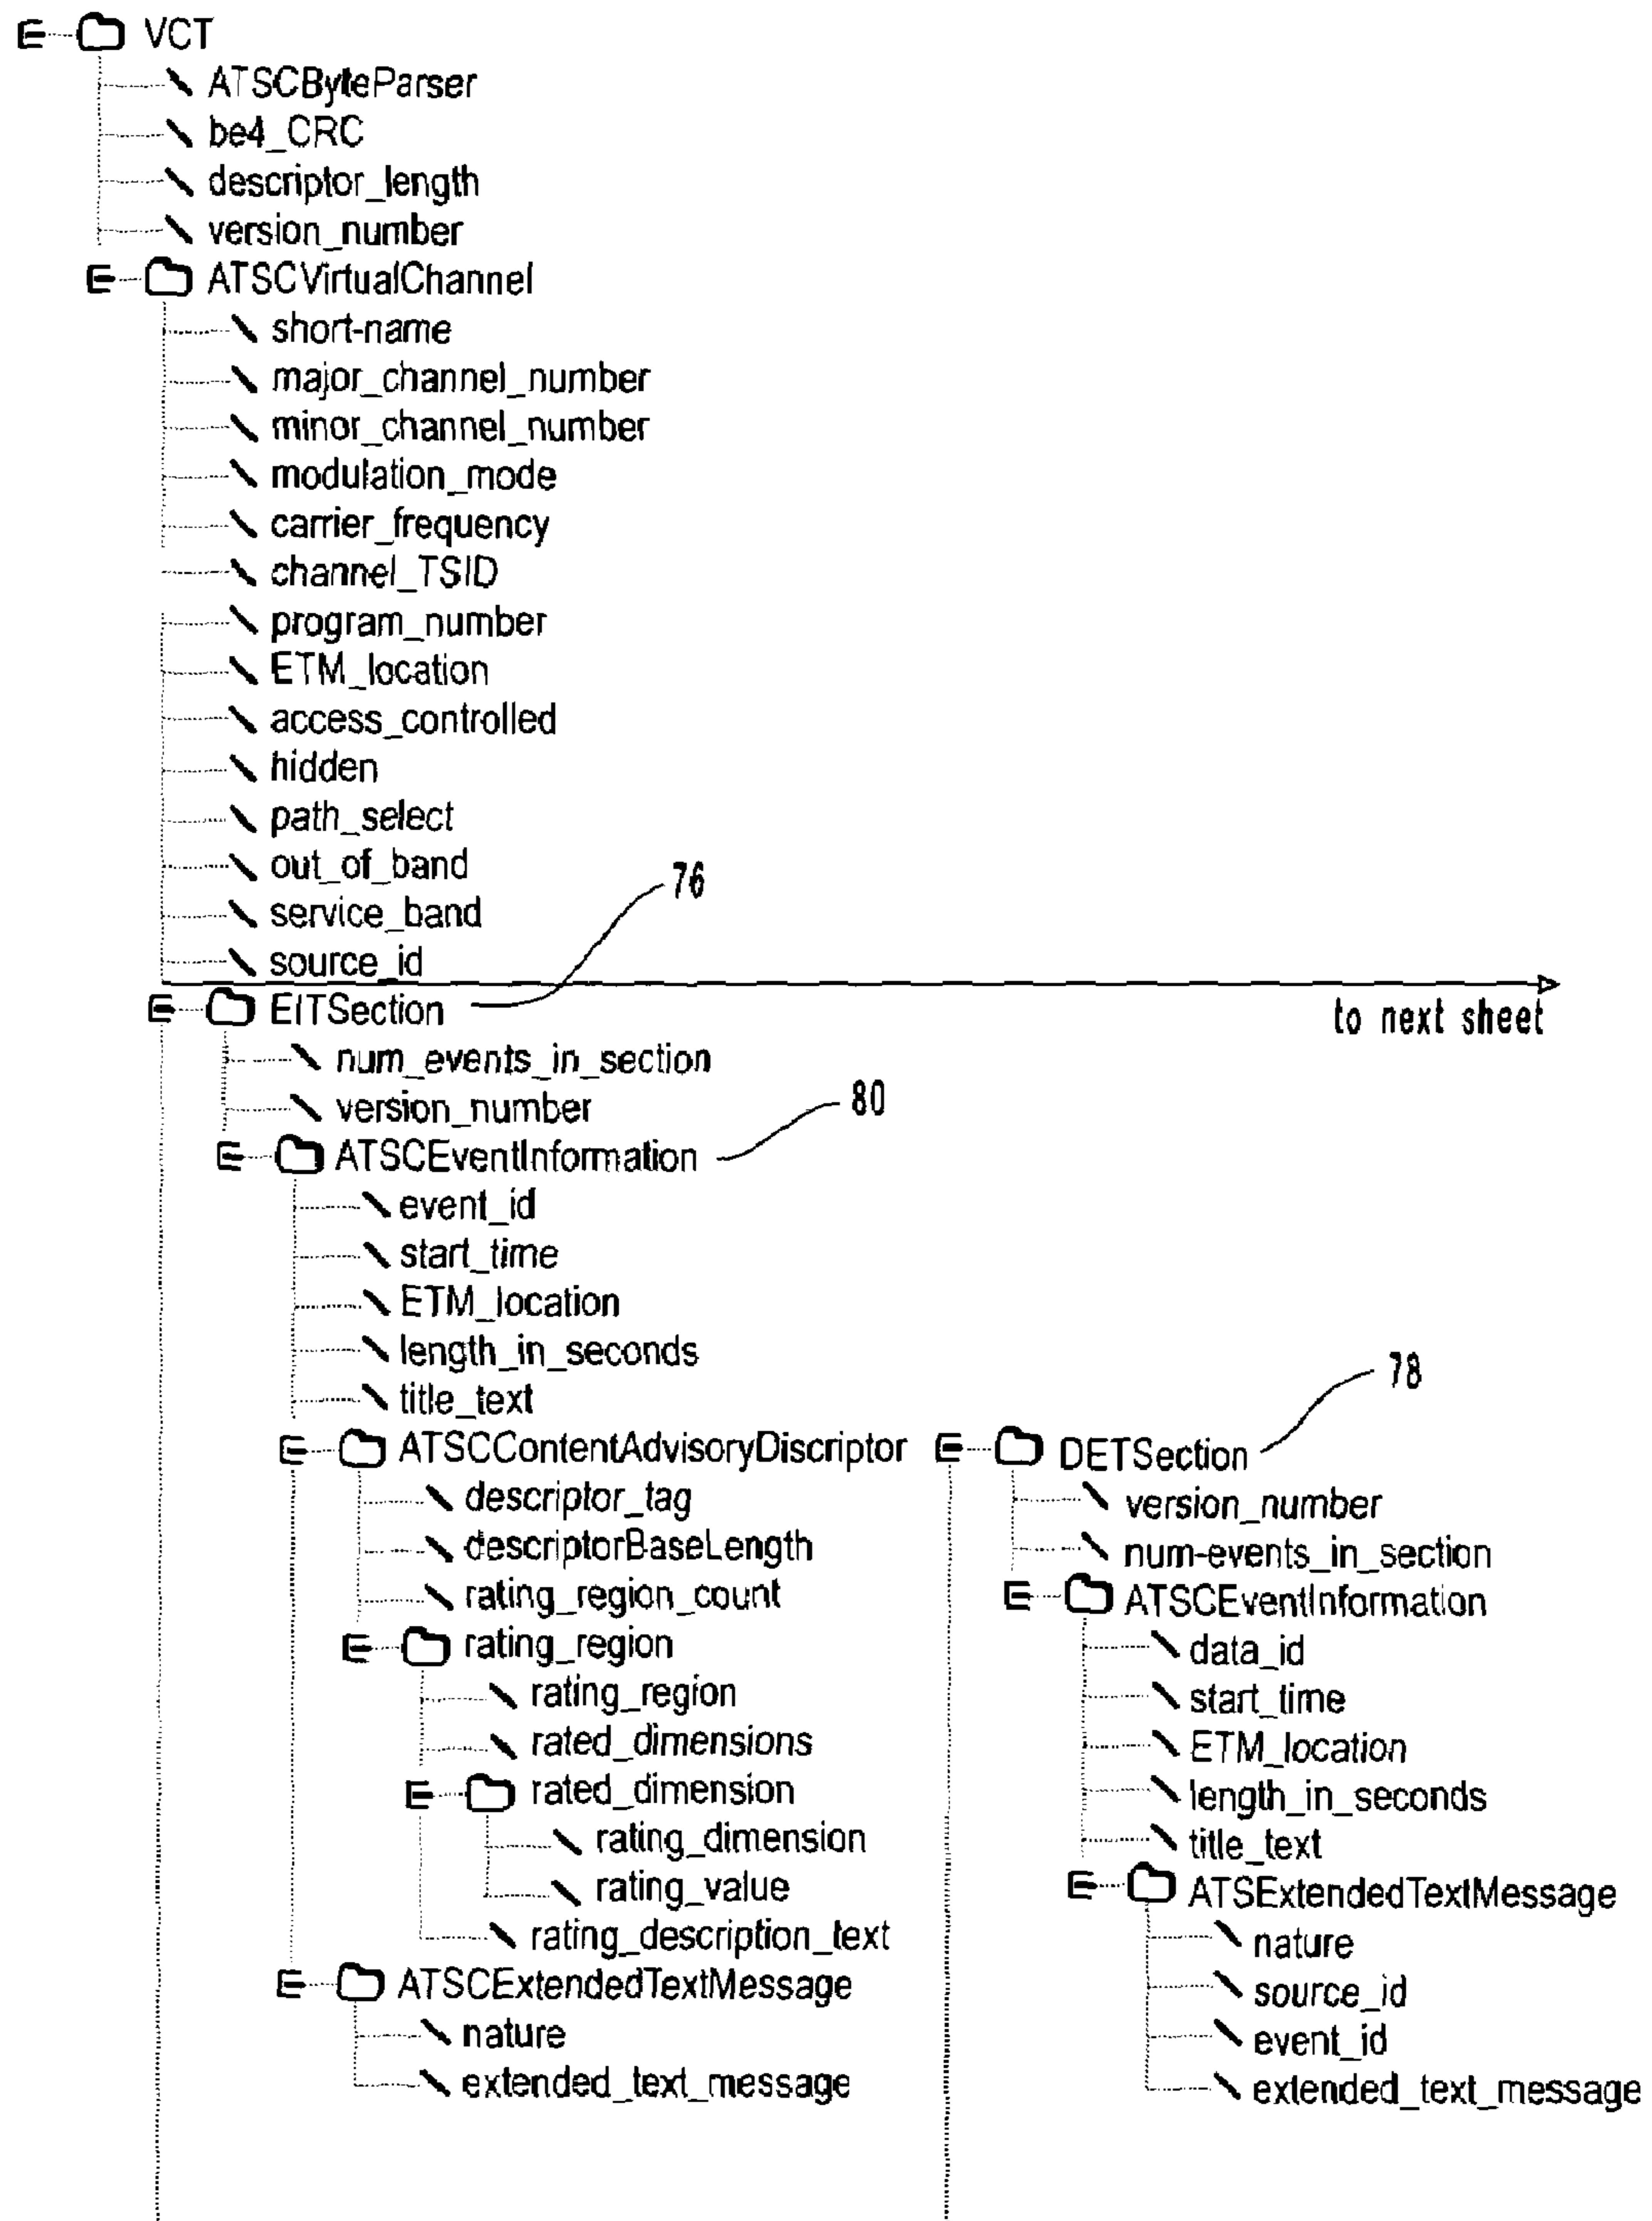 VCT
ATSCByteParser
be4_CRC
descriptor_length
version_number
ATSCVirtualChannel
short-name
major_channel_number
minor_channel_number
modulation_mode
carrier_frequency
channel_TSID
program_number
ETM_location
access_controlled
hidden
path_select
out_of_band
service_band
source_id
76
to next sheet
EITSection
num_events_in_section
version_number
80
ATSCEventInformation
event_id
start_time
ETM_location
length_in_seconds
title_text
ATSCContentAdvisoryDiscriptor
descriptor_tag
descriptorBaseLength
rating_region_count
rating_region
rating_region
rated_dimensions
rated_dimension
rating_dimension
rating_value
rating_description_text
ATSCExtendedTextMessage
nature
extended_text_message
78
DETSection
version_number
num-events_in_section
ATSCEventInformation
data_id
start_time
ETM_location
length_in_seconds
title_text
ATSExtendedTextMessage
nature
source_id
event_id
extended_text_message